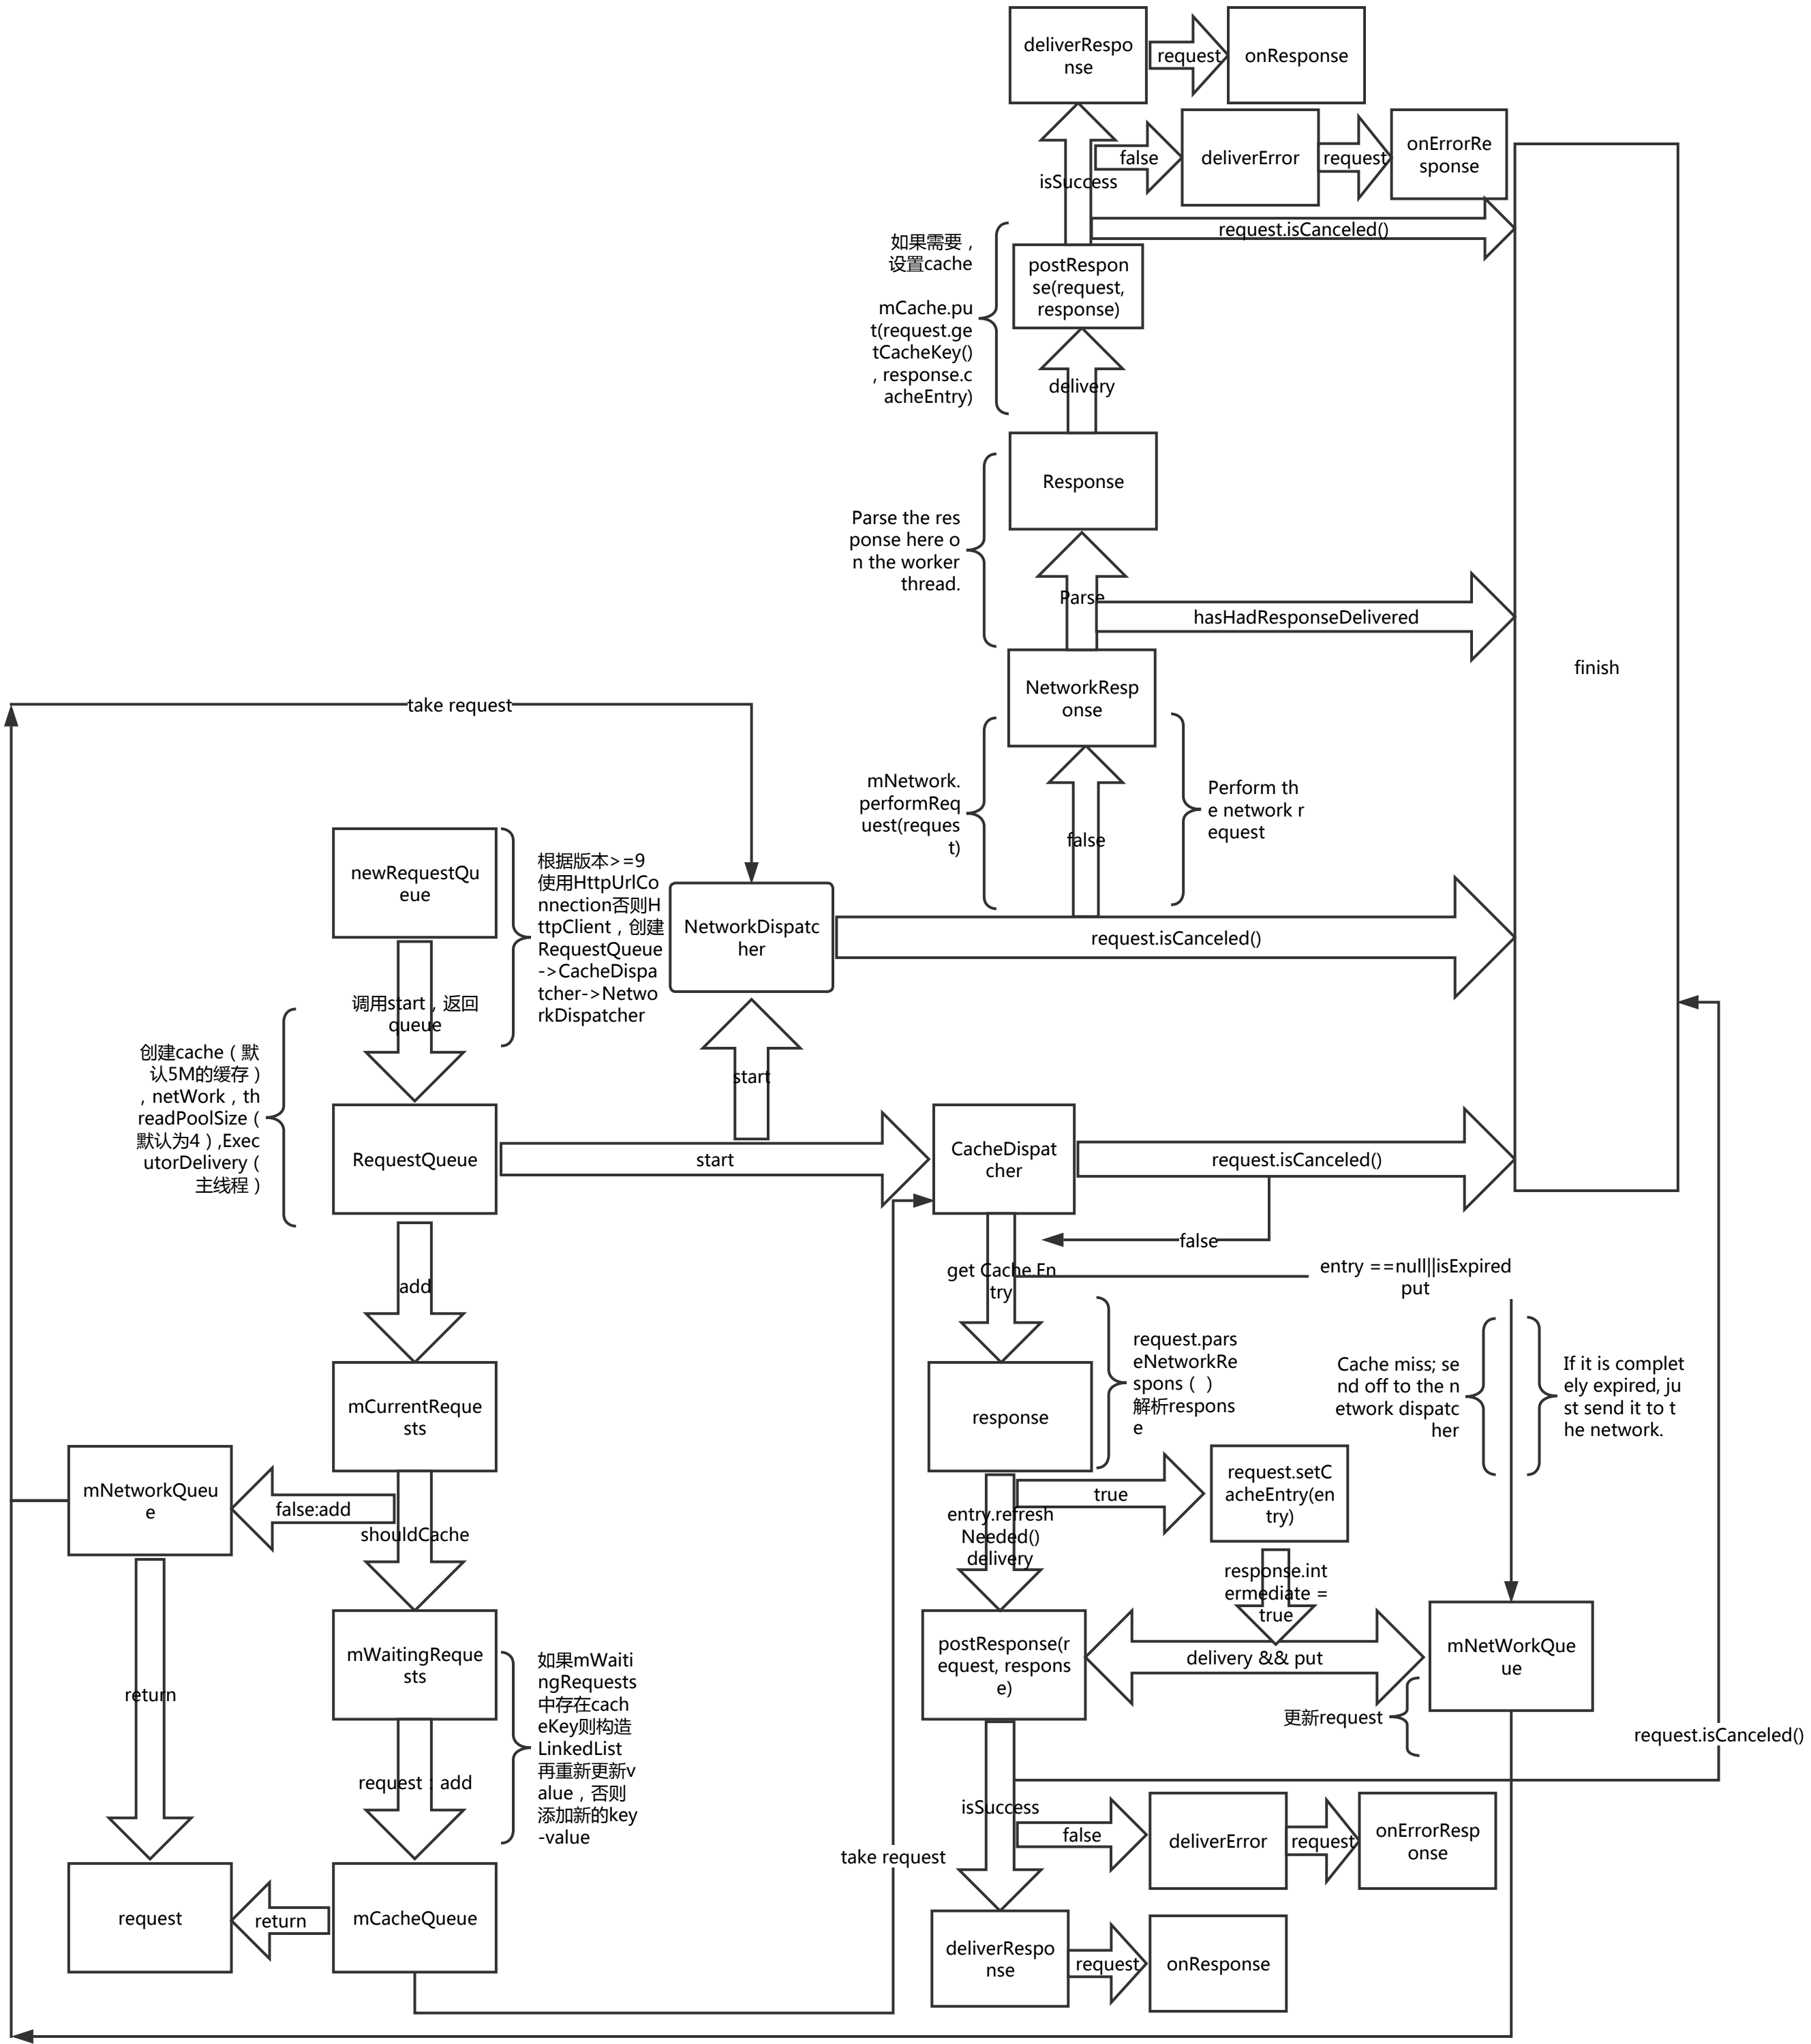 deliverRespo
nse
request
onResponse
false
deliverError
request
onErrorRe
sponse
isSuccess
request.isCanceled()
如果需要，
设置cache
mCache.pu
t(request.ge
tCacheKey()
, response.c
acheEntry)
postRespon
se(request,
response)
delivery
Response
Parse the res
ponse here o
n the worker
thread.
Parse
hasHadResponseDelivered
finish
NetworkResp
onse
take request
mNetwork.
performReq
uest(reques
t)
false
Perform th
e network r
equest
newRequestQu
eue
根据版本>=9
使用HttpUrlCo
nnection否则H
ttpClient，创建
RequestQueue
->CacheDispa
tcher->Netwo
rkDispatcher
NetworkDispatc
her
request.isCanceled()
调用start，返回
queue
创建cache（默
认5M的缓存）
，netWork，th
readPoolSize（
默认为4）,Exec
utorDelivery（
主线程）
start
RequestQueue
start
CacheDispat
cher
request.isCanceled()
false
add
get Cache.En
try
entry ==null||isExpired
put
mCurrentReque
sts
response
request.pars
eNetworkRe
spons（ ）
解析respons
e
Cache miss; se
nd off to the n
etwork dispatc
her
If it is complet
ely expired, ju
st send it to t
he network.
mNetworkQueu
e
false:add
shouldCache
true
request.setC
acheEntry(en
try)
entry.refresh
Needed()
delivery
response.int
ermediate =
true
mWaitingReque
sts
如果mWaiti
ngRequests
中存在cach
eKey则构造
LinkedList
再重新更新v
alue，否则
添加新的key
-value
postResponse(r
equest, respons
e)
delivery && put
mNetWorkQue
ue
return
更新request
request.isCanceled()
request：add
isSuccess
false
deliverError
request
onErrorResp
onse
take request
request
return
mCacheQueue
deliverRespo
nse
request
onResponse